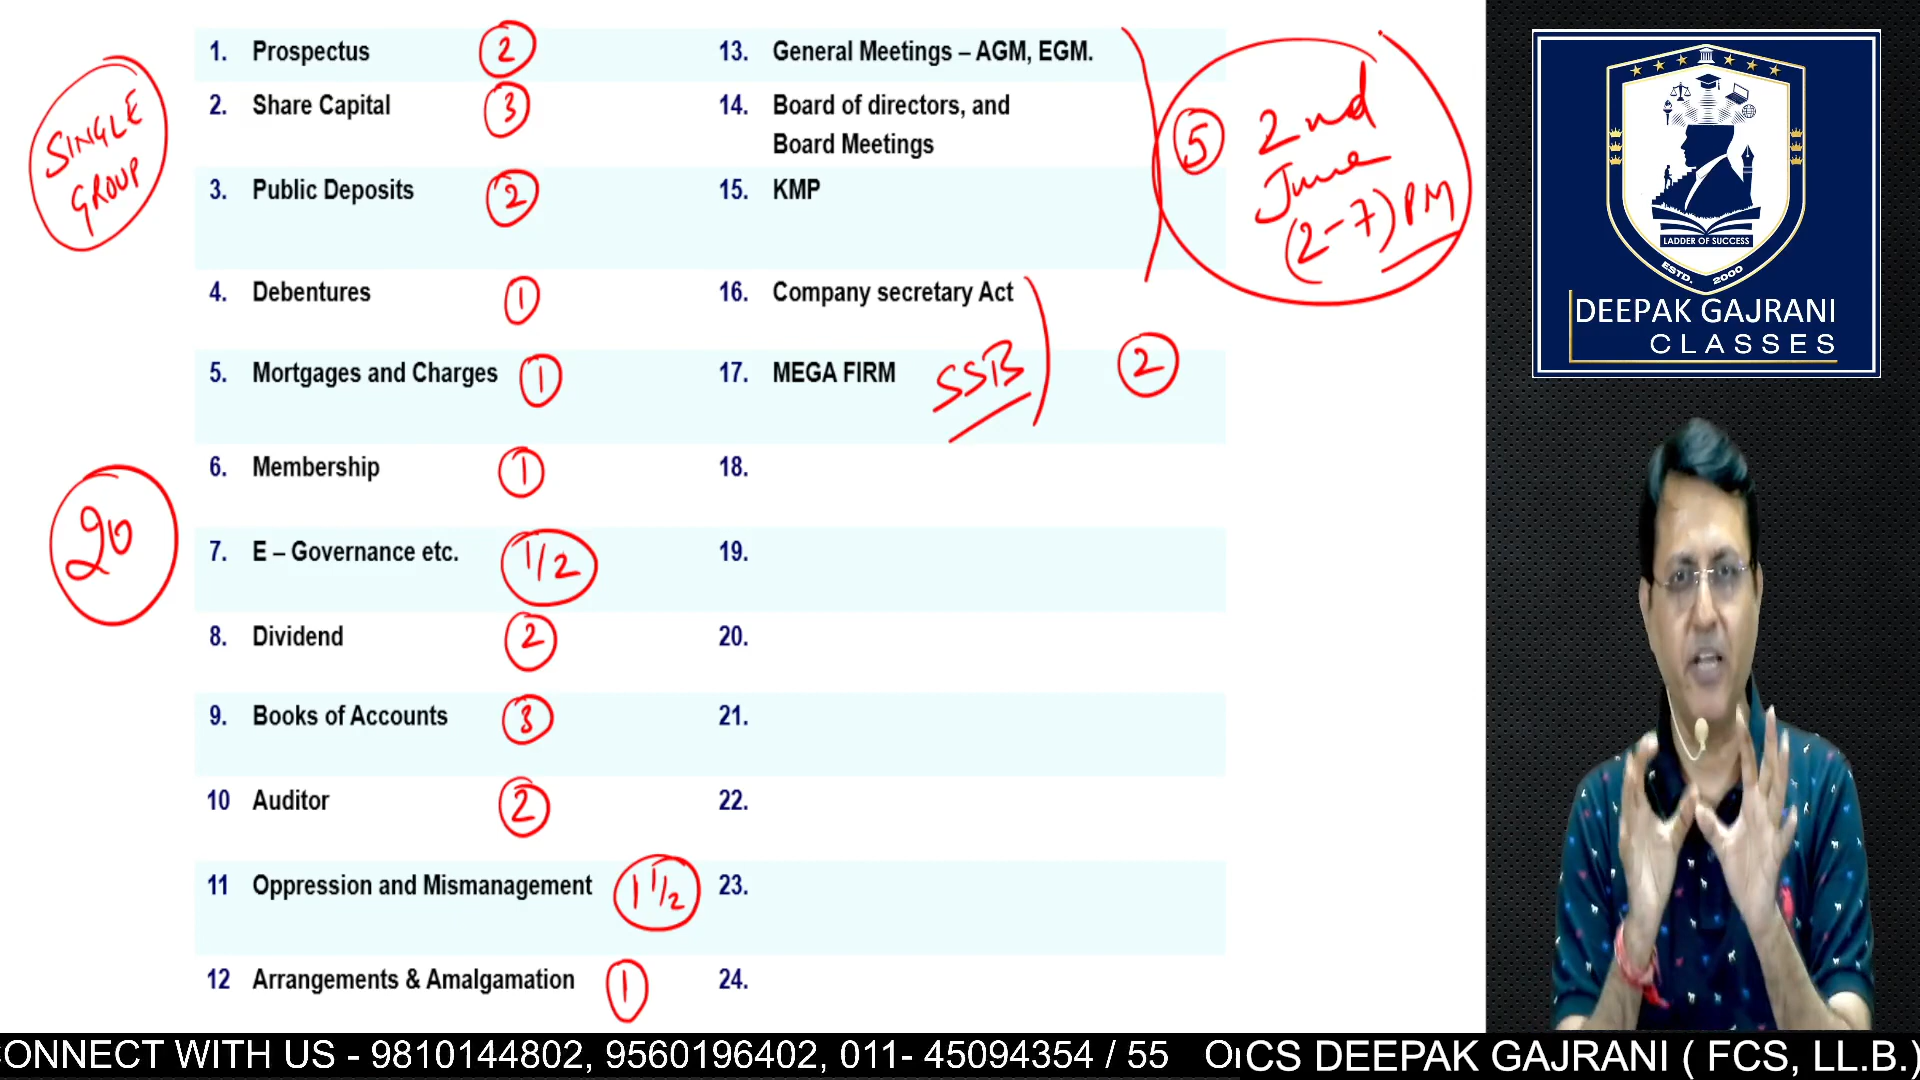 SINGLE
GROUP
20
1. Prospectus 2
2. Share Capital 3
3. Public Deposits 2
4. Debentures 1
5. Mortgages and Charges 1
6. Membership 1
7. E – Governance etc. 1/2
8. Dividend 2
9. Books of Accounts 3
10 Auditor 2
11 Oppression and Mismanagement 1 1/2
12 Arrangements & Amalgamation 1
13. General Meetings – AGM, EGM.
14. Board of directors, and
Board Meetings
15. KMP
16. Company secretary Act
17. MEGA FIRM SSB
2
18.
19.
20.
21.
22.
23.
24.
5
2nd
June
(2-7) PM
LADDER OF SUCCESS
ESTD. 2000
DEEPAK GAJRANI
CLASSES
CONNECT WITH US - 9810144802, 9560196402, 011- 45094354 / 55
CS DEEPAK GAJRANI ( FCS, LL.B.)